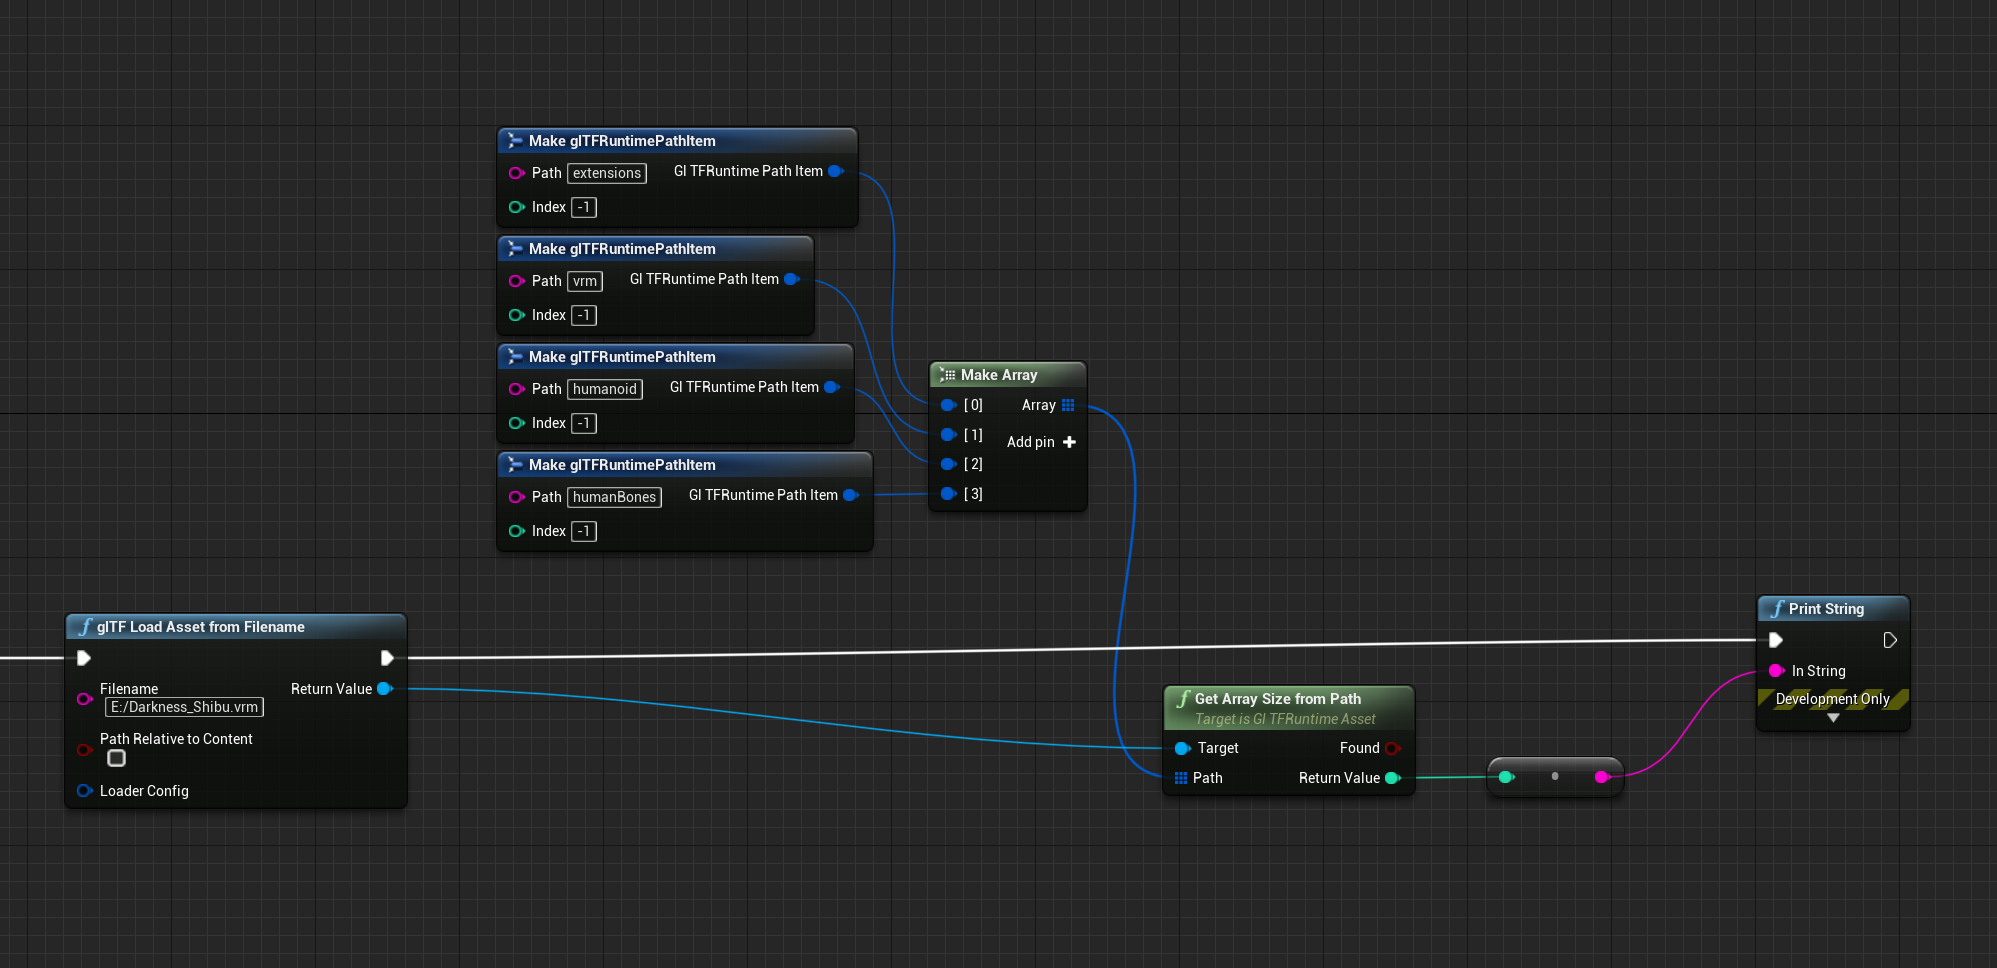 Make glTFRuntimePathItem
Path extensions Gl TFRuntime Path Item
Index -1
Make glTFRuntimePathItem
Path vrm Gl TFRuntime Path Item
Index -1
Make glTFRuntimePathItem
Path humanoid Gl TFRuntime Path Item
Index -1
Make glTFRuntimePathItem
Path humanBones Gl TFRuntime Path Item
Index -1
Make Array
[0] Array
[1]
Add pin
[2]
[3]
glTF Load Asset from Filename
Filename Return Value
E:/Darkness_Shibu.vrm
Path Relative to Content
Loader Config
Get Array Size from Path
Target is Gl TFRuntime Asset
Target Found
Path Return Value
Print String
In String
Development Only